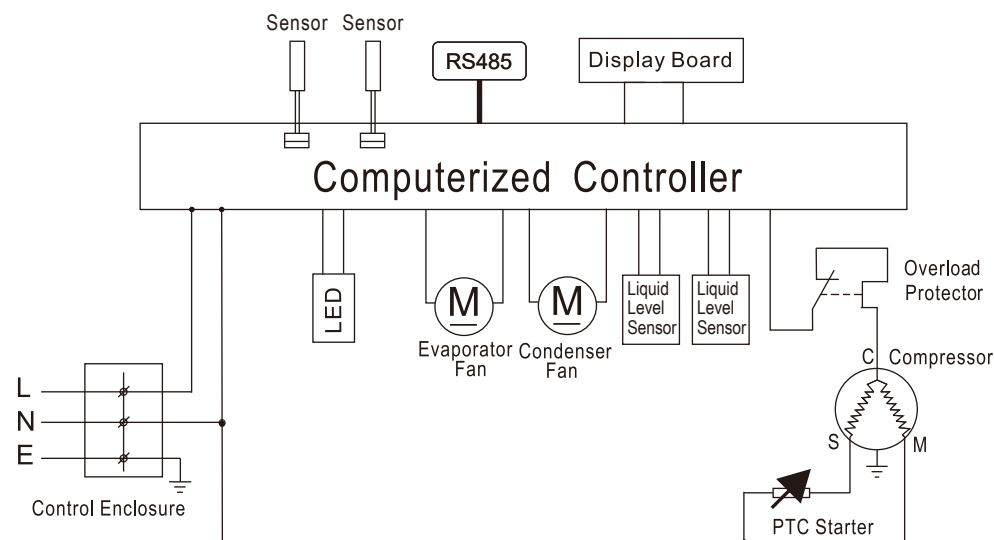 Sensor Sensor
RS485
Display Board
Computerized Controller
LED
M
Evaporator
Fan
M
Condenser
Fan
Liquid
Level
Sensor
Liquid
Level
Sensor
Overload
Protector
C Compressor
S
M
PTC Starter
L
N
E
Control Enclosure